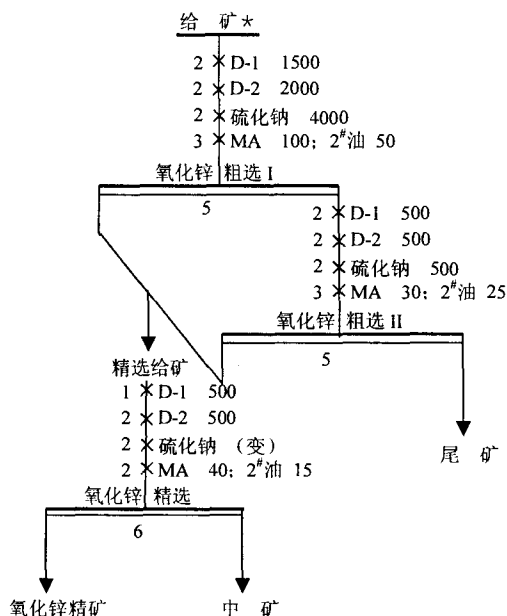 给 矿*
2 D-1 1500
2 D-2 2000
2 硫化钠 4000
3 MA 100; 2#油 50
氧化锌 粗选 I
5
2 D-1 500
2 D-2 500
2 硫化钠 500
3 MA 30; 2#油 25
氧化锌 粗选 II
5
尾 矿
精选给矿
1 D-1 500
2 D-2 500
2 硫化钠 (变)
2 MA 40; 2#油 15
氧化锌 精选
6
氧化锌精矿 中 矿